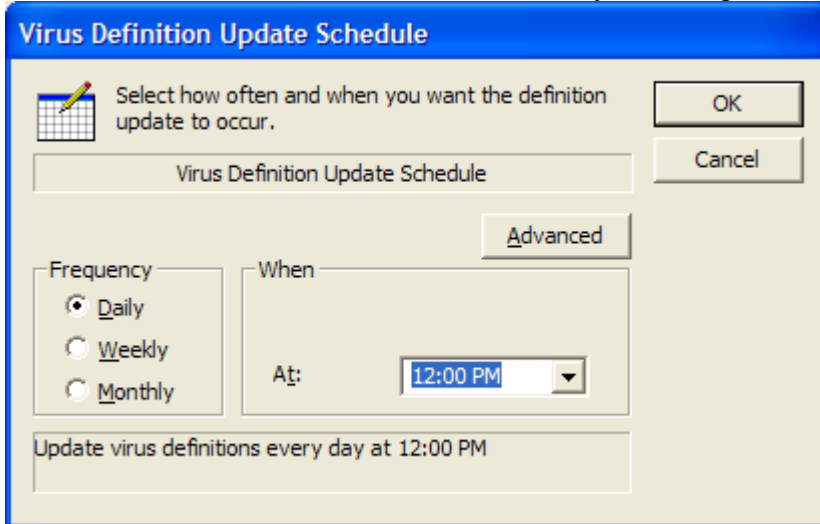 Virus Definition Update Schedule
Select how often and when you want the definition
update to occur.
OK
Cancel
Virus Definition Update Schedule
Advanced
Frequency
When
Daily
Weekly
Monthly
At:
12:00 PM
Update virus definitions every day at 12:00 PM